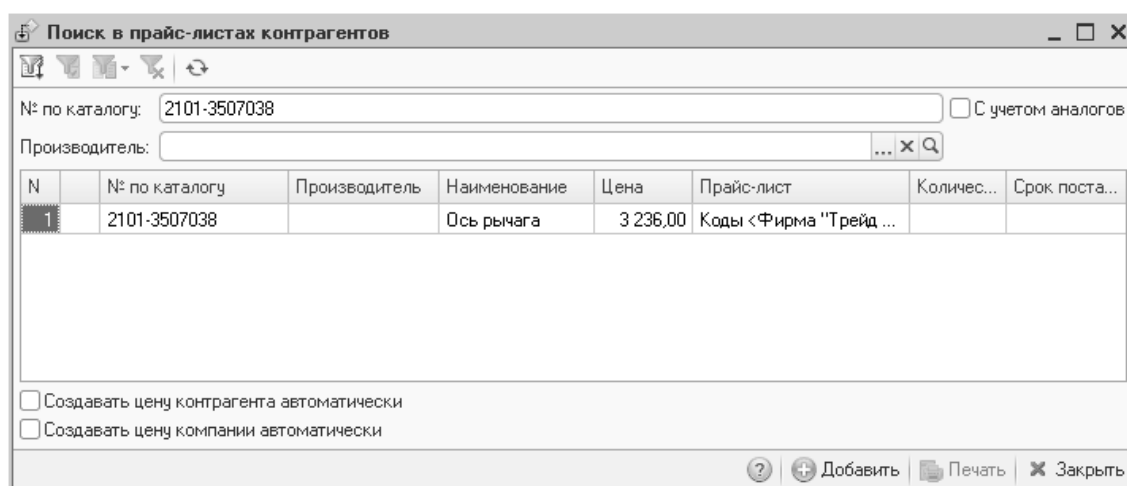 Поиск в прайс-листах контрагентов
№ по каталогу: 2101-3507038 С учетом аналогов
Производитель: ...
N № по каталогу Производитель Наименование Цена Прайс-лист Количес... Срок поста...
1 2101-3507038 Ось рычага 3 236,00 Коды <Фирма "Трейд ...
Создавать цену контрагента автоматически
Создавать цену компании автоматически
? Добавить Печать Закрыть